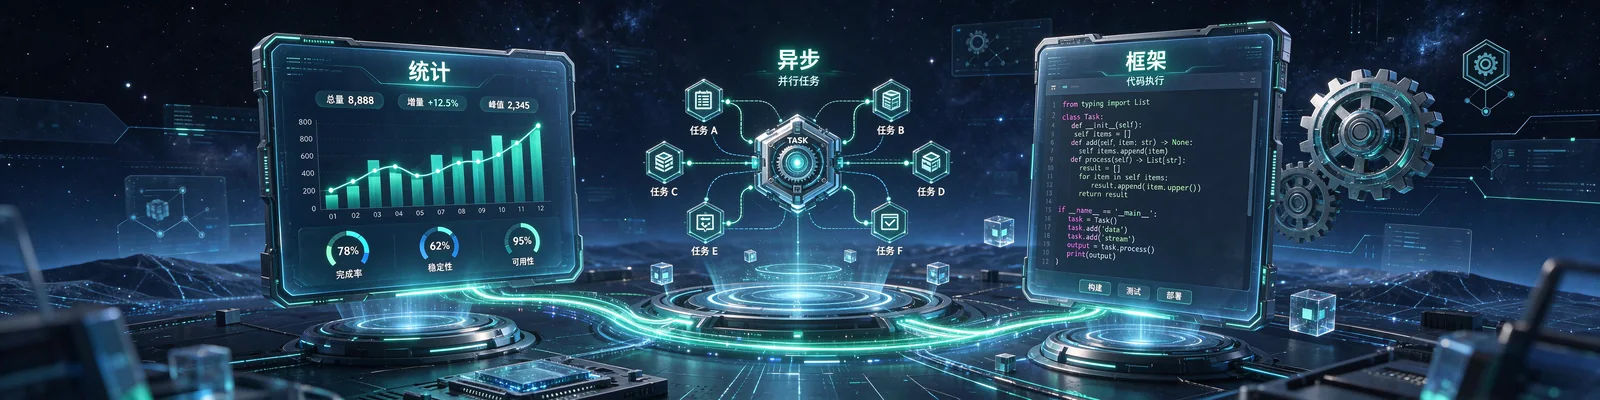 统计
总量 8,888
增量 +12.5%
峰值 2,345
800
800
600
400
200
0
01 02 03 04 05 06 07 08 09 10 11 12
78%
完成率
62%
稳定性
95%
可用性
异步
并行任务
TASK
任务 A
任务 B
任务 C
任务 D
任务 E
任务 F
框架
代码执行
from typing import List
class Task:
def __init__(self):
self items = []
def add(self, item: str) -> None:
self items.append(item)
def process(self) -> List[str]:
result = []
for item in self items:
result.append(item.upper())
return result
if __name__ == '__main__':
task = Task()
task.add('data')
task.add('stream')
output = task.process()
print(output)
}
构建
测试
部署